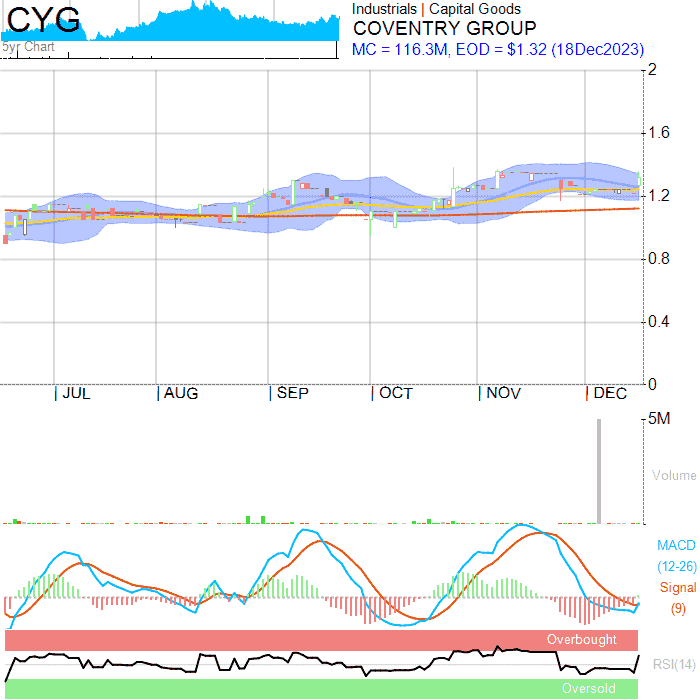 CYG
Industrials | Capital Goods
COVENTRY GROUP
5yr Chart
MC = 116.3M, EOD = $1.32 (18Dec2023)
2
1.6
1.2
0.8
0.4
0
JUL AUG SEP OCT NOV DEC
5M
Volume
MACD
(12-26)
Signal
(9)
Overbought
RSI(14)
Oversold